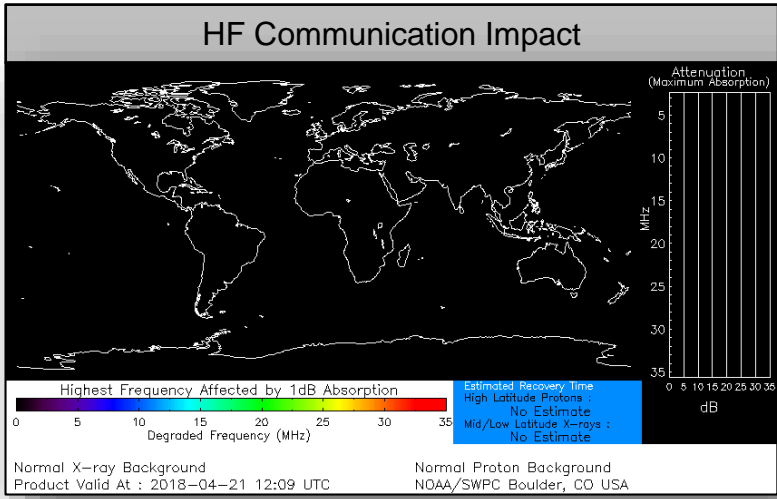 HF Communication Impact
Attenuation
(Maximum Absorption)
5
10
15
20
25
30
35
MHz
0 5 10 15 20 25 30 35
dB
Highest Frequency Affected by 1dB Absorption
0 5 10 15 20 25 30 35
Degraded Frequency (MHz)
Estimated Recovery Time
High Latitude Protons :
No Estimate
Mid/Low Latitude X-rays :
No Estimate
Normal X-ray Background
Normal Proton Background
Product Valid At : 2018-04-21 12:09 UTC
NOAA/SWPC Boulder, CO USA